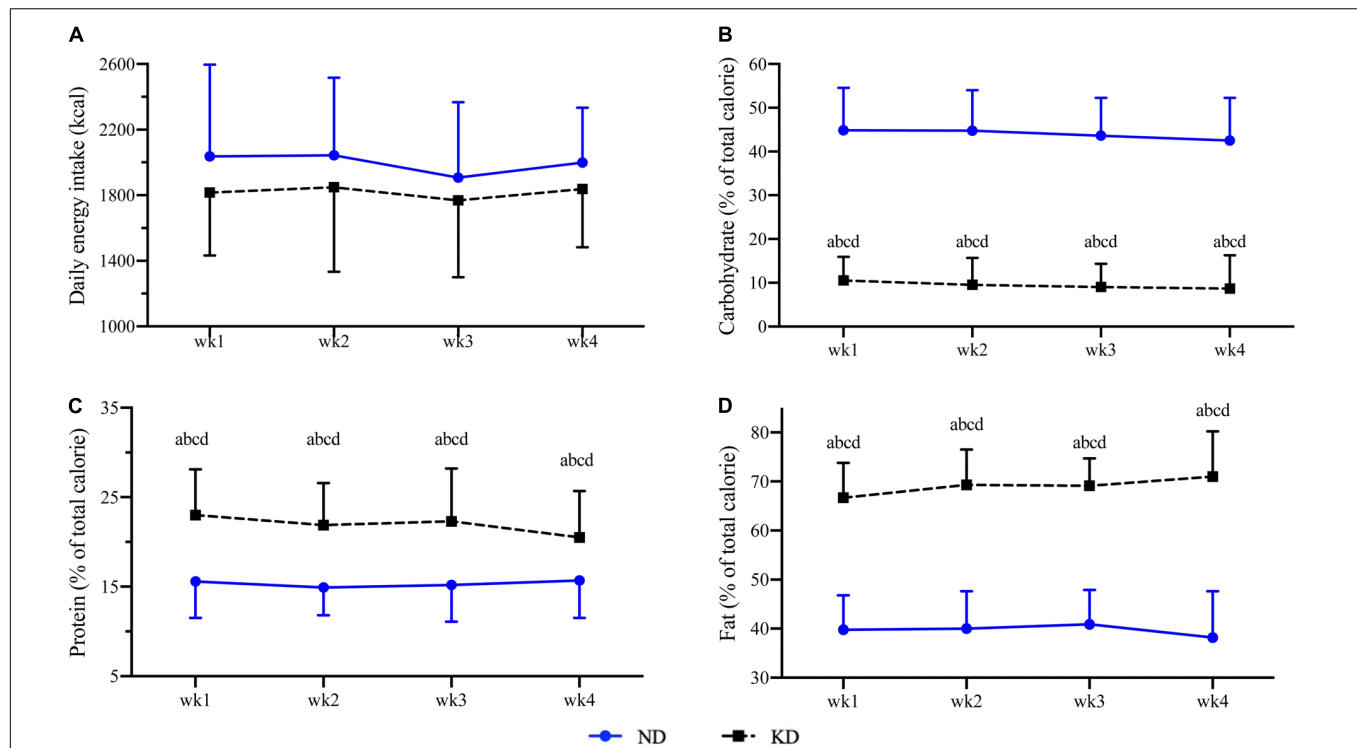 A
Daily energy intake (kcal)
2600
2200
1800
1400
1000
wk1 wk2 wk3 wk4
B
Carbohydrate (% of total calorie)
60
50
40
30
20
10
0
abcd abcd abcd abcd
wk1 wk2 wk3 wk4
C
Protein (% of total calorie)
35
25
15
5
abcd abcd abcd abcd
wk1 wk2 wk3 wk4
D
Fat (% of total calorie)
80
70
60
50
40
30
abcd abcd abcd abcd
wk1 wk2 wk3 wk4
ND KD